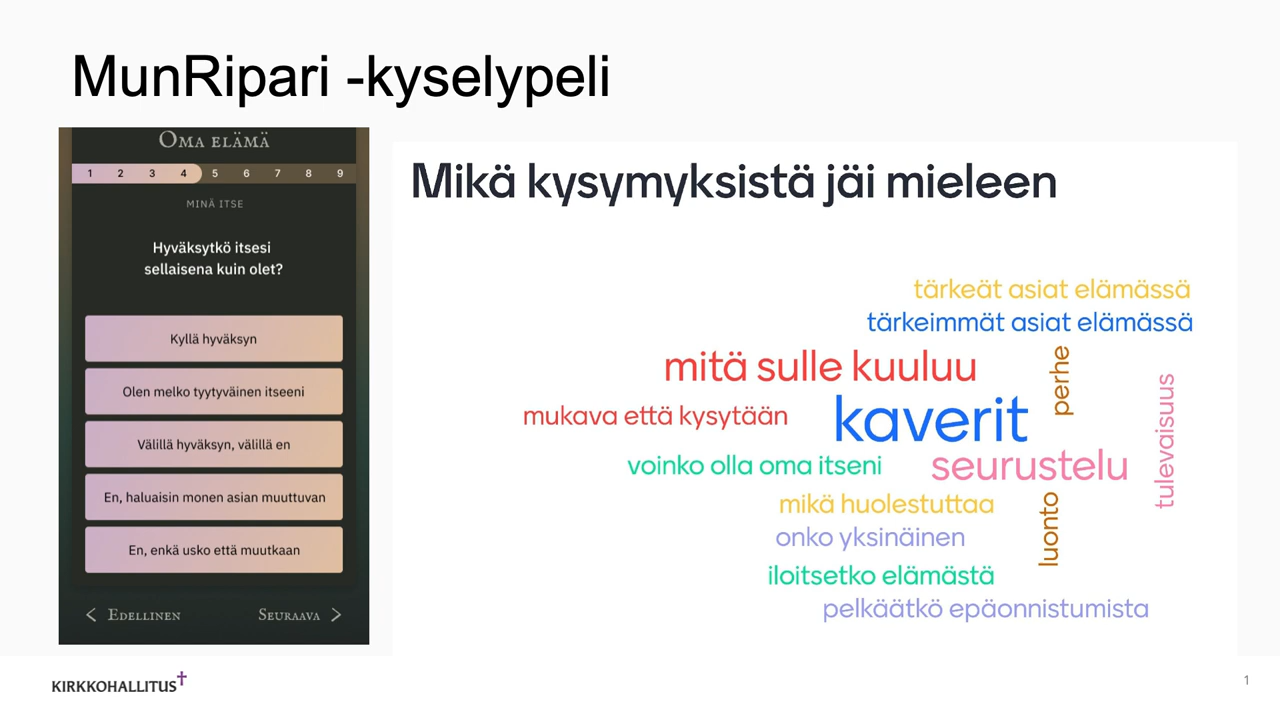 MunRipari -kyselypeli
Oma elämä
1 2 3 4 5 6 7 8 9
MINÄ ITSE
Hyväksytkö itsesi
sellaisena kuin olet?
Kyllä hyväksyn
Olen melko tyytyväinen itseeni
Välillä hyväksyn, välillä en
En, haluaisin monen asian muuttuvan
En, enkä usko että muutkaan
< Edellinen
Seuraava >
Mikä kysymyksistä jäi mieleen
tärkeät asiat elämässä
tärkeimmät asiat elämässä
mitä sulle kuuluu
perhe
mukava että kysytään
kaverit
tulevaisuus
voinko olla oma itseni
seurustelu
mikä huolestuttaa
luonto
onko yksinäinen
iloitsetko elämästä
pelkäätkö epäonnistumista
KIRKKOHALLITUS
1